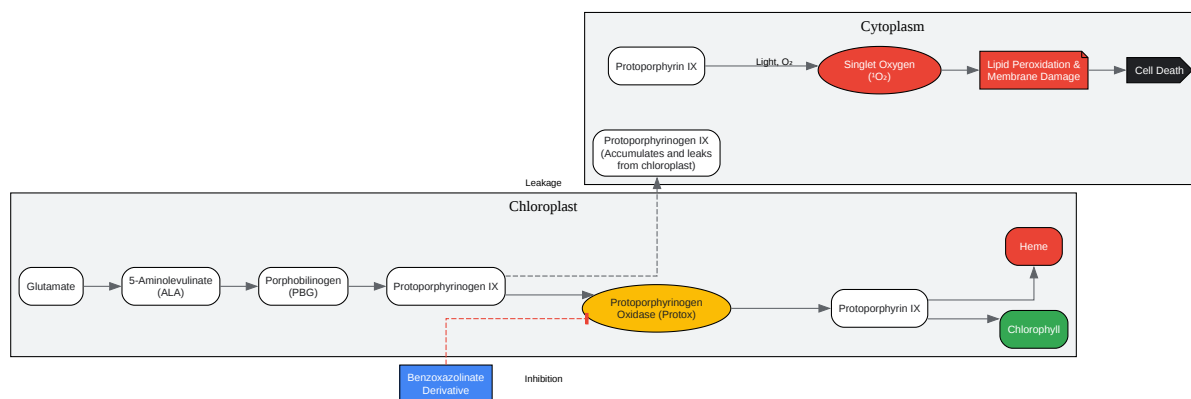 Cytoplasm
Protoporphyrin IX
Light, O₂
Singlet Oxygen
(¹O₂)
Lipid Peroxidation &
Membrane Damage
Cell Death
Protoporphyrinogen IX
(Accumulates and leaks
from chloroplast)
Leakage
Chloroplast
Glutamate
5-Aminolevulinate
(ALA)
Porphobilinogen
(PBG)
Protoporphyrinogen IX
Protoporphyrinogen
Oxidase (Protox)
Protoporphyrin IX
Heme
Chlorophyll
Benzoxazolinate
Derivative
Inhibition